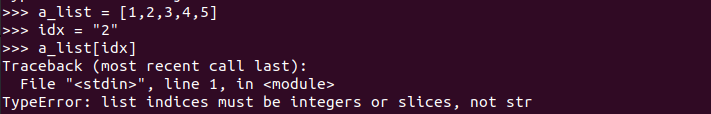 >>> a_list = [1,2,3,4,5]
>>> idx = "2"
>>> a_list[idx]
Traceback (most recent call last):
  File "<stdin>", line 1, in <module>
TypeError: list indices must be integers or slices, not str